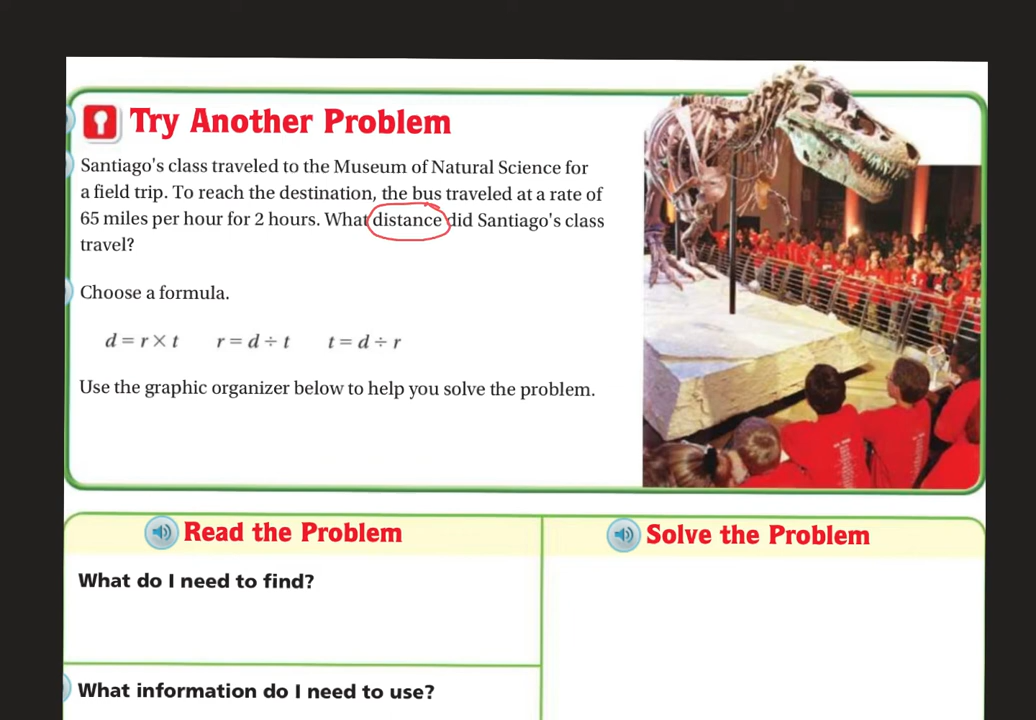 Try Another Problem
Santiago's class traveled to the Museum of Natural Science for
a field trip. To reach the destination, the bus traveled at a rate of
65 miles per hour for 2 hours. What distance did Santiago's class
travel?
Choose a formula.
d = r × t r = d ÷ t t = d ÷ r
Use the graphic organizer below to help you solve the problem.
Read the Problem
What do I need to find?
What information do I need to use?
Solve the Problem